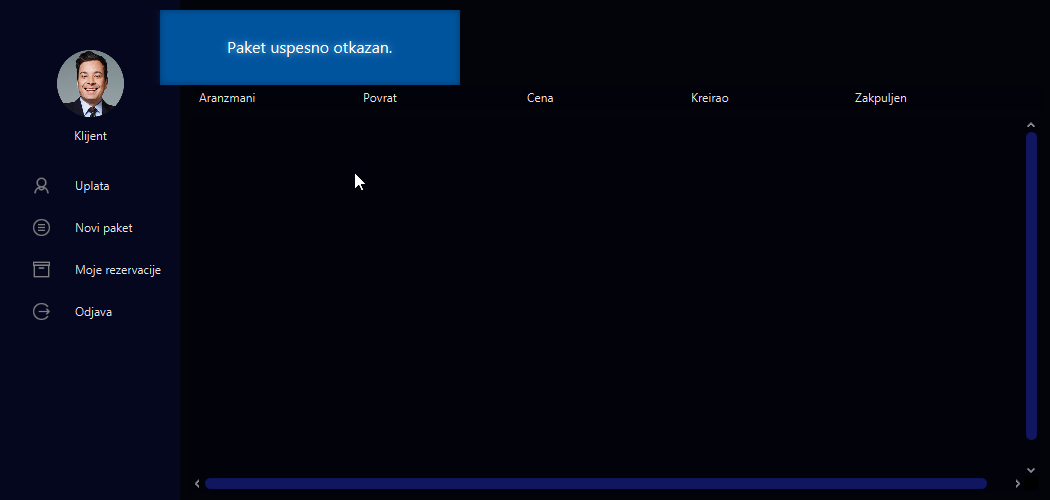 Paket uspesno otkazan.
Aranzmani Povrat Cena Kreirao Zakpuljen
Klijent
Uplata
Novi paket
Moje rezervacije
Odjava